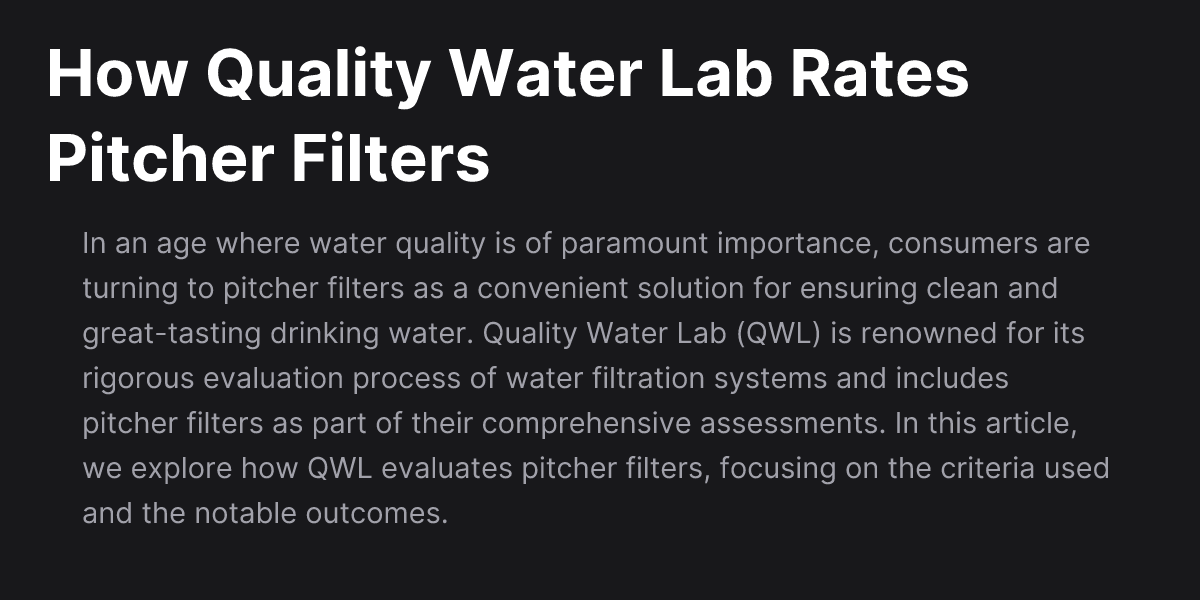 How Quality Water Lab Rates
Pitcher Filters
In an age where water quality is of paramount importance, consumers are
turning to pitcher filters as a convenient solution for ensuring clean and
great-tasting drinking water. Quality Water Lab (QWL) is renowned for its
rigorous evaluation process of water filtration systems and includes
pitcher filters as part of their comprehensive assessments. In this article,
we explore how QWL evaluates pitcher filters, focusing on the criteria used
and the notable outcomes.